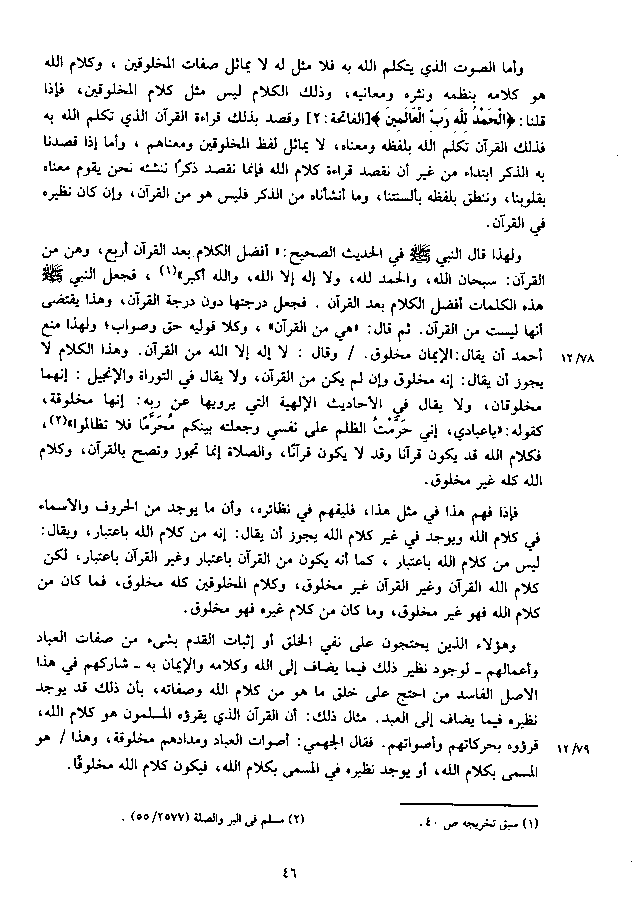 وأما الصوت الذي يتكلم الله به فلا مثل له لا يماثل صفات المخلوقين ، وكلام الله
هو كلامه بنظمه ونثره ومعانيه، وذلك الكلام ليس مثل كلام المخلوقين، فإذا
قلنا: ﴿الْحَمْدُ للَّهِ رَبِّ الْعَالَمِينَ﴾[الفاتحة:٢] وقصد بذلك قراءة القرآن الذي تكلم الله به
فذلك القرآن تكلم الله بلفظه ومعناه، لا يماثل لفظ المخلوقين ومعناهم ، وأما إذا قصدنا
به الذكر ابتداء من غير أن نقصد قراءة كلام الله فإنما نقصد ذكراً ننشئه نحن يقوم معناه
بقلوبنا، وننطق بلفظه بألسنتنا، وما أنشأناه من الذكر فليس هو من القرآن، وإن كان نظيره
في القرآن.
ولهذا قال النبي ﷺ في الحديث الصحيح:« أفضل الكلام بعد القرآن أربع، وهن من
القرآن: سبحان الله، والحمد لله، ولا إله إلا الله، والله أكبر»(١) ، فجعل النبي ﷺ
هذه الكلمات أفضل الكلام بعد القرآن . فجعل درجتها دون درجة القرآن، وهذا يقتضى
أنها ليست من القرآن. ثم قال: «هي من القرآن» ، وكلا قوليه حق وصواب؛ ولهذا منع
١٢/٧٨ أحمد أن يقال:الإيمان مخلوق. / وقال : لا إله إلا الله من القرآن. وهذا الكلام لا
يجوز أن يقال: إنه مخلوق وإن لم يكن من القرآن، ولا يقال في التوراة والإنجيل : إنهما
مخلوقان، ولا يقال في الأحاديث الإلهية التي يرويها عن ربه: إنها مخلوقة،
كقوله:«ياعبادي، إني حَرَّمْتُ الظلم على نفسي وجعلته بينكم مُحَرَّمًا فلا تظالموا»(٢)،
فكلام الله قد يكون قرآنا وقد لا يكون قرآنًا، والصلاة إنما تجوز وتصح بالقرآن، وكلام
الله كله غير مخلوق.
فإذا فهم هذا في مثل هذا، فليفهم في نظائره، وأن ما يوجد من الحروف والأسماء
في كلام الله ويوجد في غير كلام الله يجوز أن يقال: إنه من كلام الله باعتبار، ويقال:
ليس من كلام الله باعتبار ، كما أنه يكون من القرآن باعتبار وغير القرآن باعتبار، لكن
كلام الله القرآن وغير القرآن غير مخلوق، وكلام المخلوقين كله مخلوق، فما كان من
كلام الله فهو غير مخلوق، وما كان من كلام غيره فهو مخلوق.
وهؤلاء الذين يحتجون على نفي الخلق أو إثبات القدم بشىء من صفات العباد
وأعمالهم ـ لوجود نظير ذلك فيما يضاف إلى الله وكلامه والإيمان به ـ شاركهم في هذا
الأصل الفاسد من احتج على خلق ما هو من كلام الله وصفاته، بأن ذلك قد يوجد
نظيره فيما يضاف إلى العبد. مثال ذلك: أن القرآن الذي يقرؤه المسلمون هو كلام الله،
١٢/٧٩ قرؤوه بحركاتهم وأصواتهم. فقال الجهمي: أصوات العباد ومدادهم مخلوقة، وهذا / هو
المسمى بكلام الله، أو يوجد نظيره في المسمى بكلام الله، فيكون كلام الله مخلوقًا.
(١) سبق تخريجه ص ٤٠. (٢) مسلم في البر والصلة (٥٥/٢٥٧٧) .
٤٦